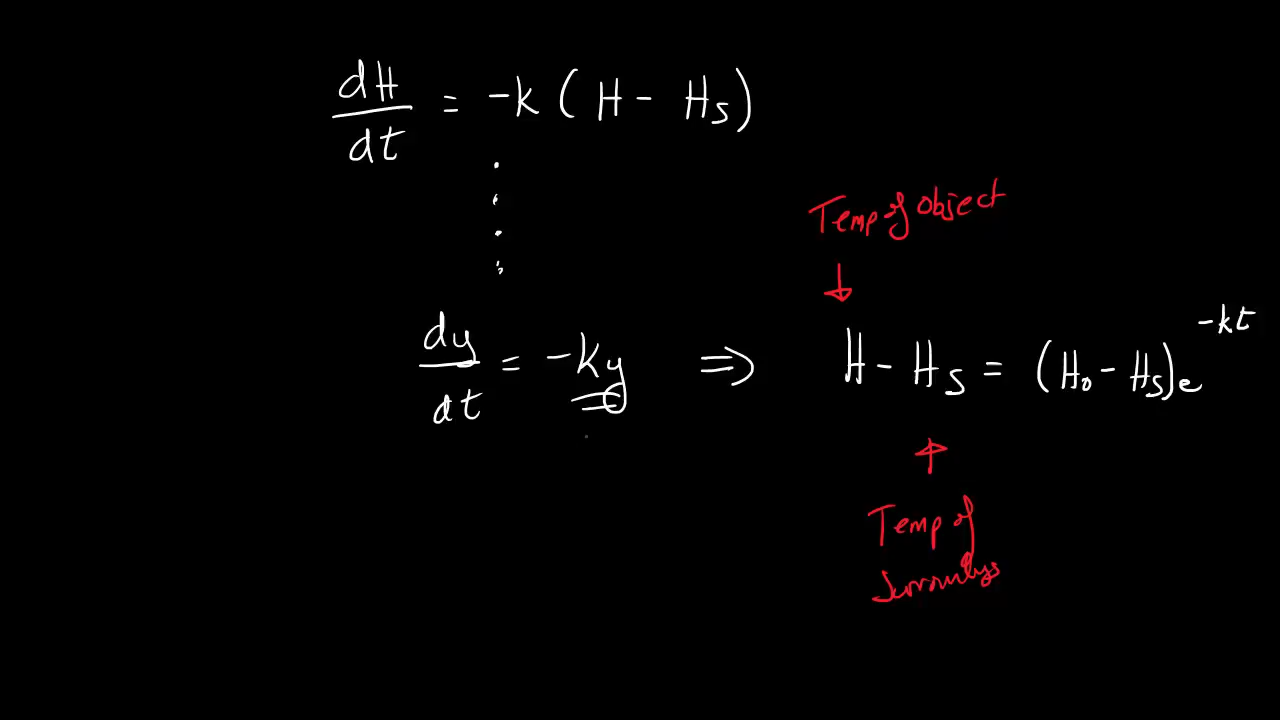 dH/dt = -k (H - Hs)
Temp of object
dy/dt = -ky ⇒ H - Hs = (H₀ - Hs)e^-kt
Temp of